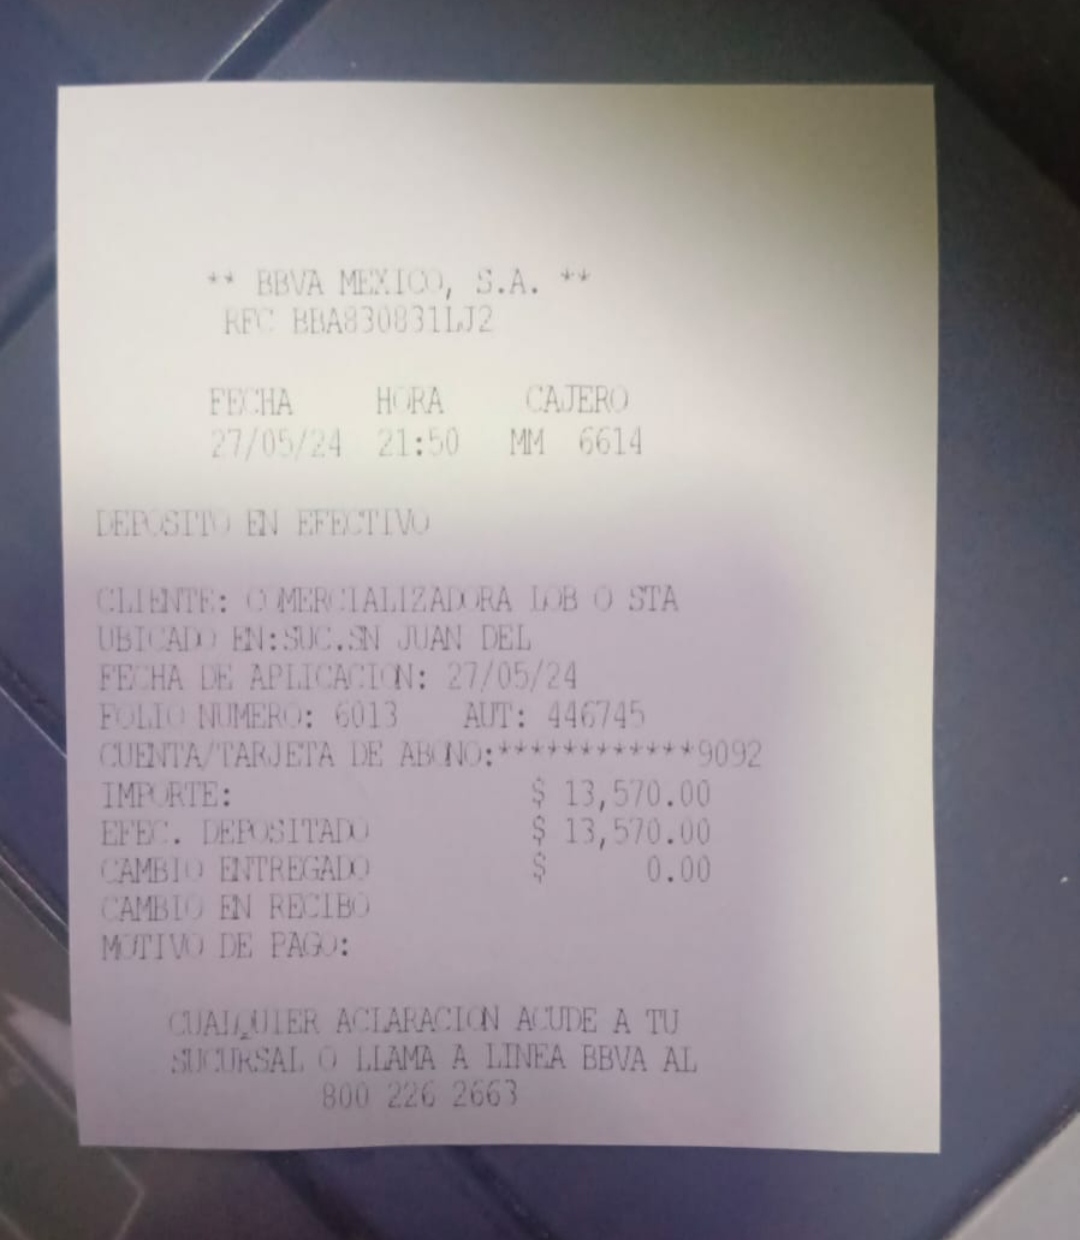 ** BBVA MEXICO, S.A. **
RFC BBA830831LJ2
FECHA HORA CAJERO
27/05/24 21:50 MM 6614
DEPOSITO EN EFECTIVO
CLIENTE: COMERCIALIZADORA LOB O STA
UBICADO EN:SUC.SN JUAN DEL
FECHA DE APLICACION: 27/05/24
FOLIO NUMERO: 6013 AUT: 446745
CUENTA/TARJETA DE ABONO:************9092
IMPORTE: $ 13,570.00
EFEC. DEPOSITADO $ 13,570.00
CAMBIO ENTREGADO $ 0.00
CAMBIO EN RECIBO
MOTIVO DE PAGO:
CUALQUIER ACLARACION ACUDE A TU
SUCURSAL O LLAMA A LINEA BBVA AL
800 226 2663